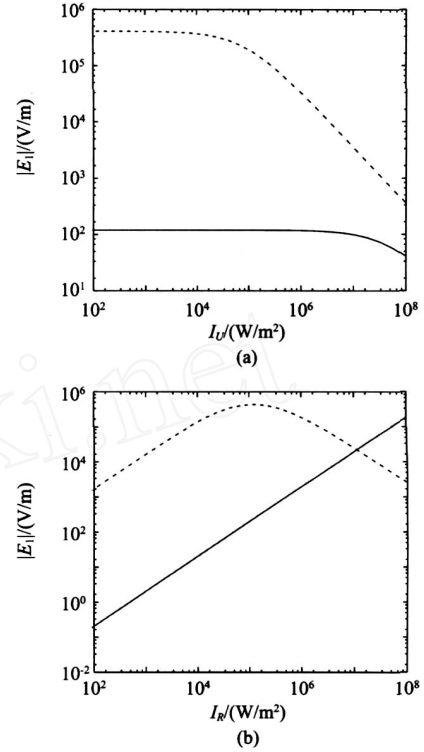 10⁶
10⁵
10⁴
10³
10²
10¹
|E₁|/(V/m)
10² 10⁴ 10⁶ 10⁸
I_U/(W/m²)
(a)
10⁶
10⁴
10²
10⁰
10⁻²
|E₁|/(V/m)
10² 10⁴ 10⁶ 10⁸
I_R/(W/m²)
(b)